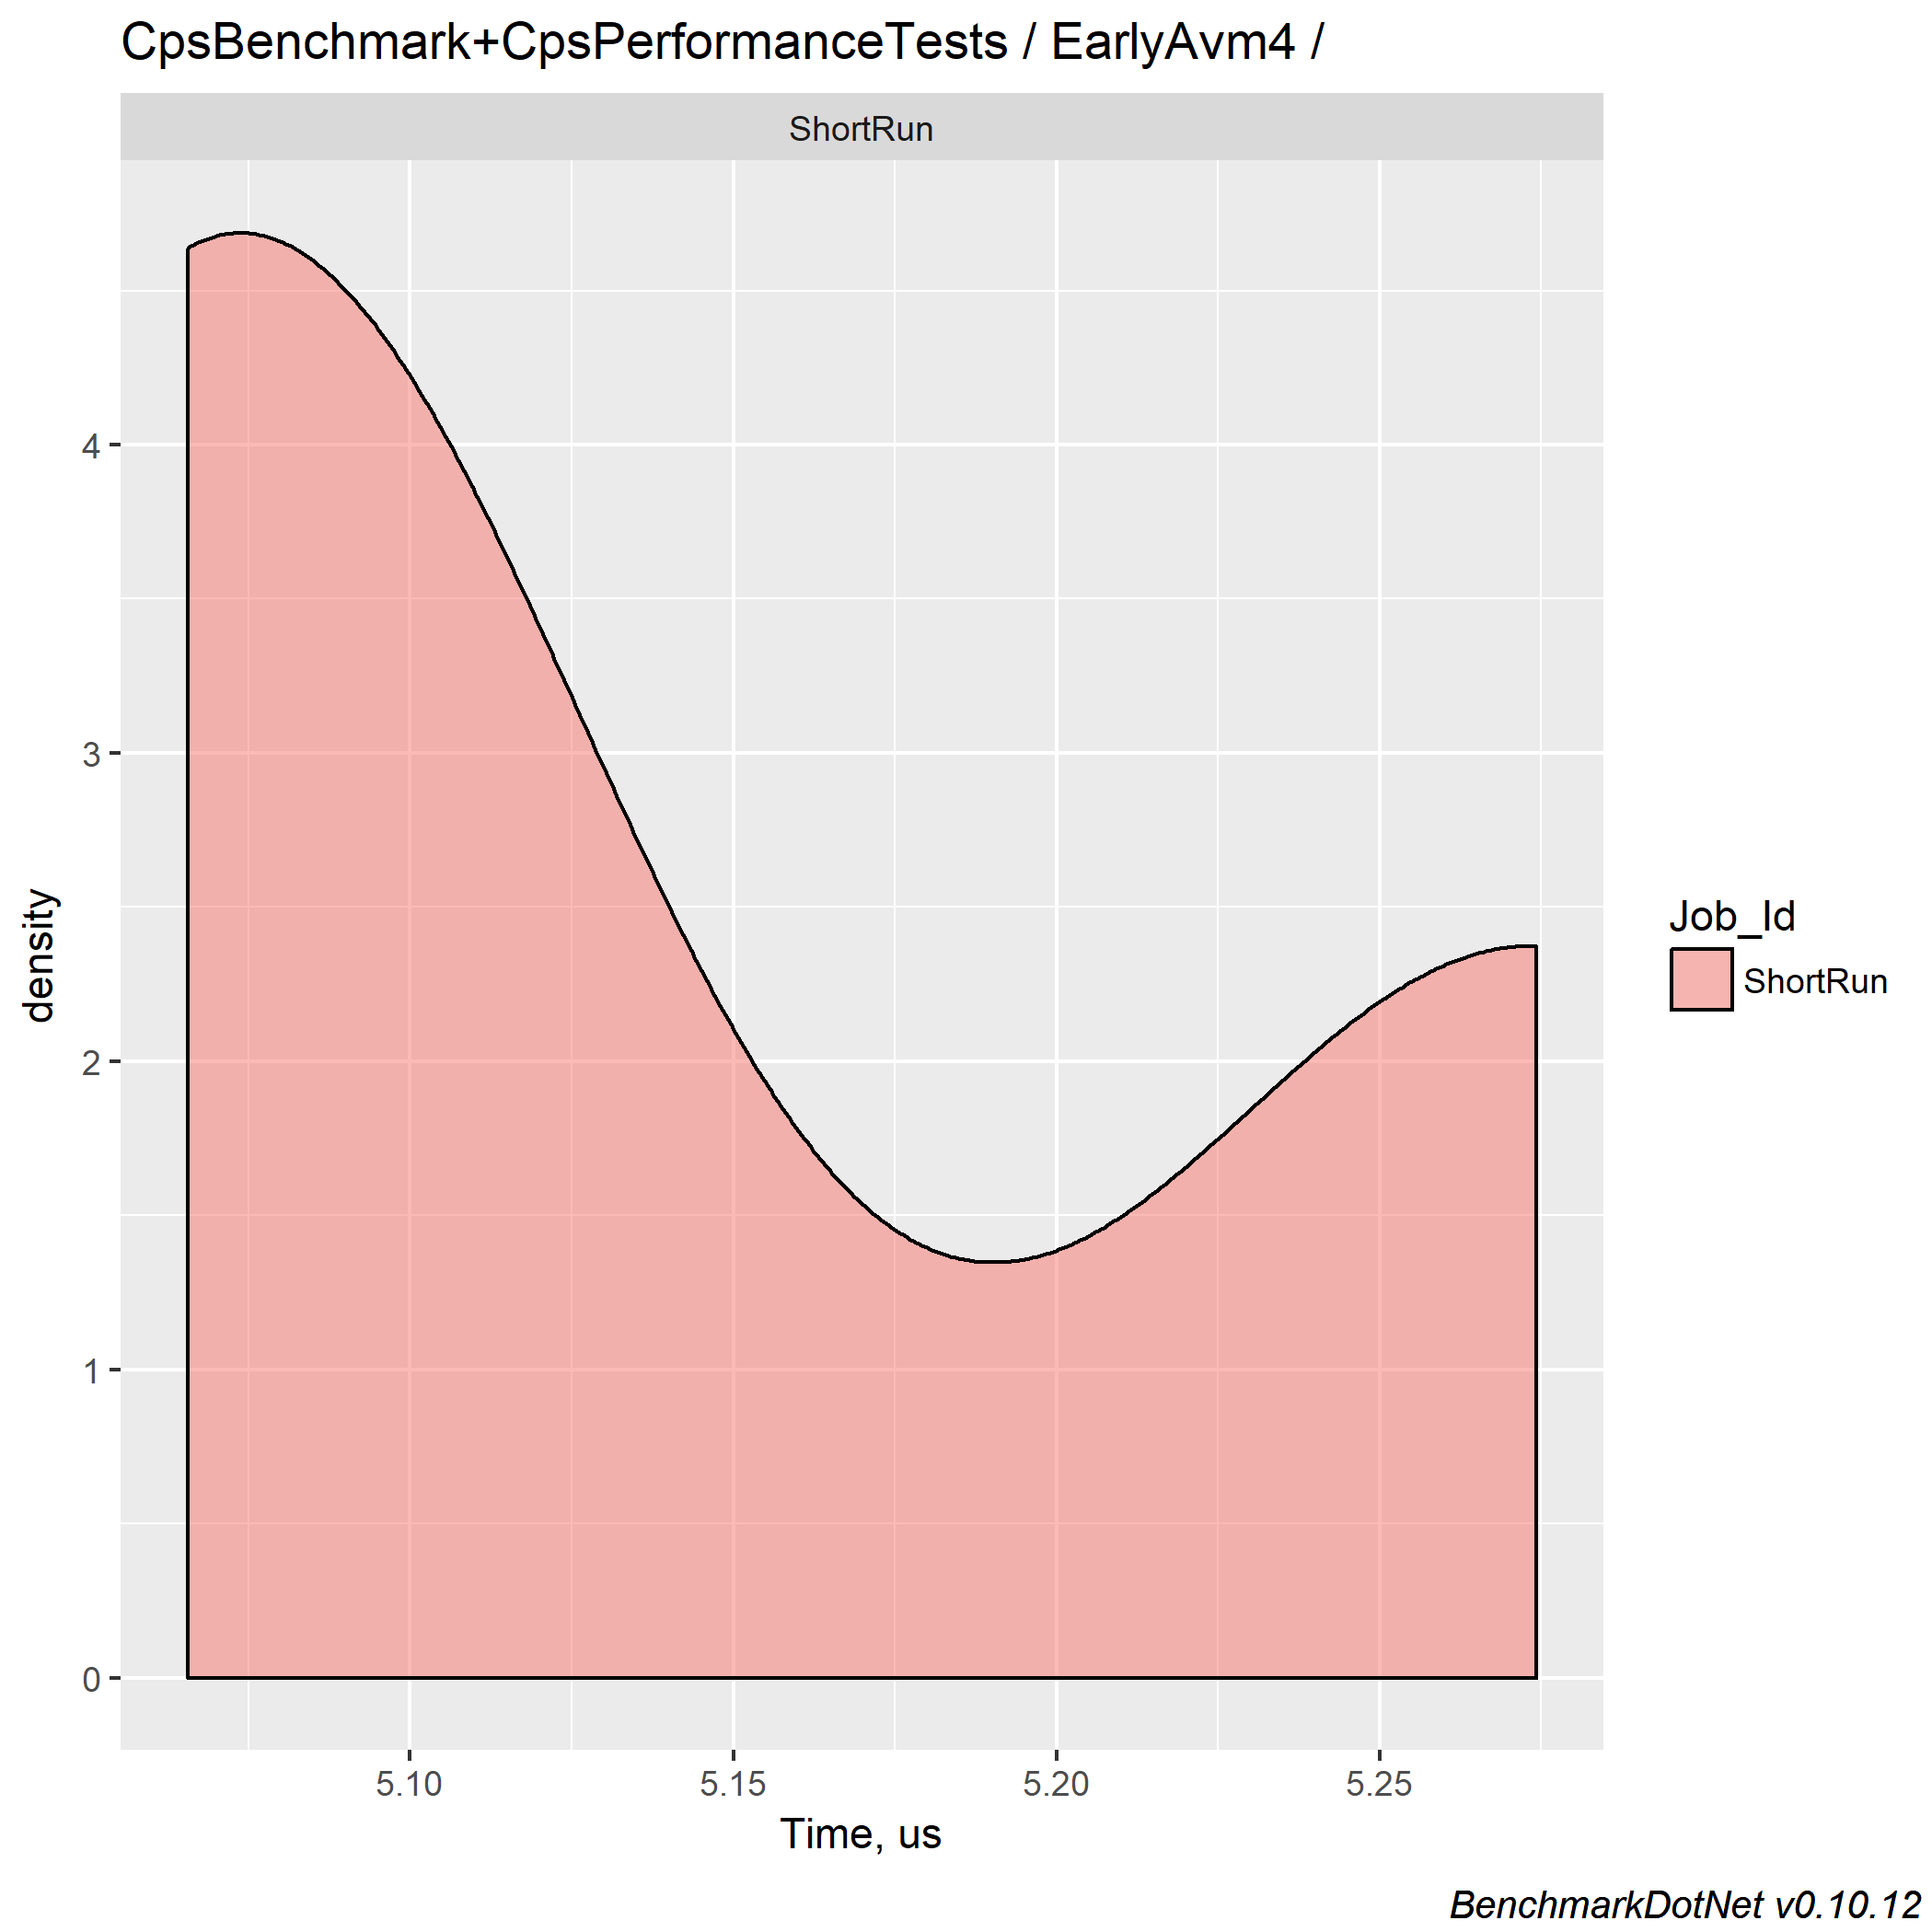 CpsBenchmark+CpsPerformanceTests / EarlyAvm4 /
ShortRun
4
3
2
1
0
density
5.10 5.15 5.20 5.25
Time, us
Job_Id
ShortRun
BenchmarkDotNet v0.10.12